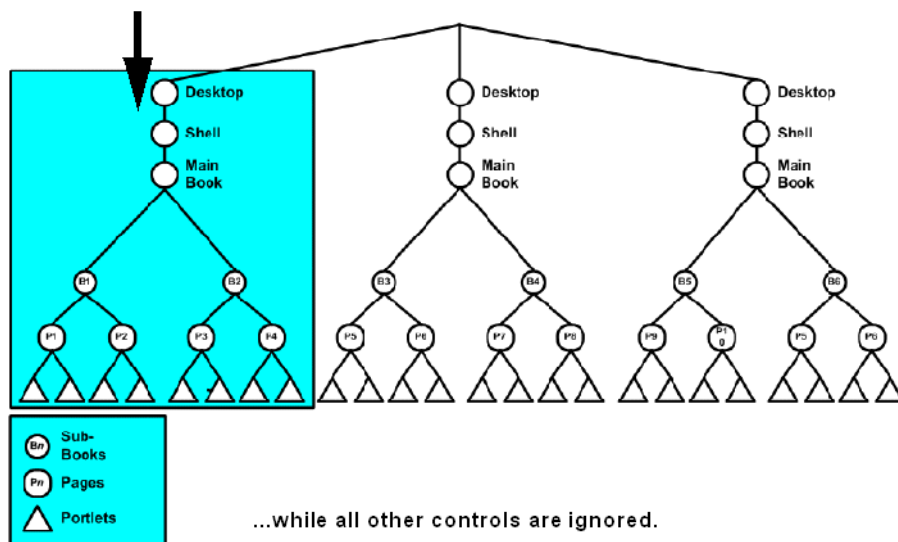 Desktop
Desktop
Desktop
Shell
Shell
Shell
Main
Book
Main
Book
Main
Book
B1
B2
B3
B4
B5
B6
P1
P2
P3
P4
P5
P6
P7
P8
P9
P1
0
P5
P6
Bn
Sub-
Books
Pn
Pages
Portlets
...while all other controls are ignored.